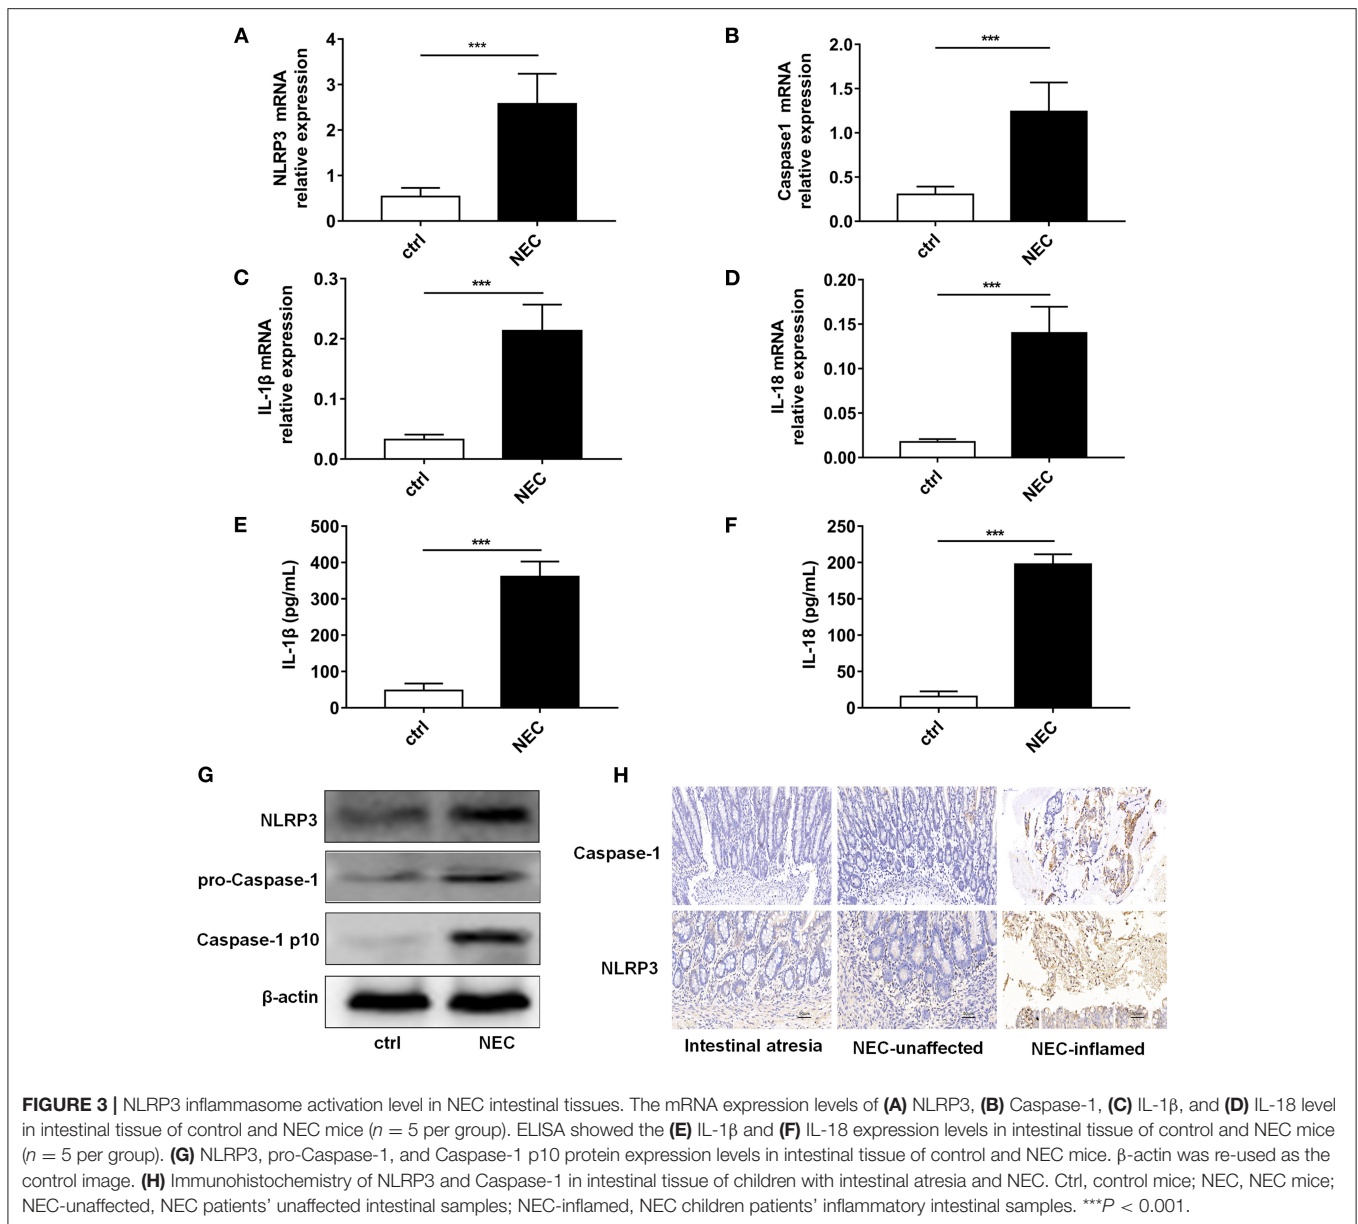 A
NLRP3 mRNA
relative expression
4
3
2
1
0
***
ctrl
NEC
B
Caspase1 mRNA
relative expression
2.0
1.5
1.0
0.5
0.0
***
ctrl
NEC
C
IL-1β mRNA
relative expression
0.3
0.2
0.1
0.0
***
ctrl
NEC
D
IL-18 mRNA
relative expression
0.20
0.15
0.10
0.05
0.00
***
ctrl
NEC
E
IL-1β (pg/mL)
500
400
300
200
100
0
***
ctrl
NEC
F
IL-18 (pg/mL)
250
200
150
100
50
0
***
ctrl
NEC
G
NLRP3
pro-Caspase-1
Caspase-1 p10
β-actin
ctrl NEC
H
Caspase-1
NLRP3
Intestinal atresia NEC-unaffected NEC-inflamed
FIGURE 3 | NLRP3 inflammasome activation level in NEC intestinal tissues. The mRNA expression levels of (A) NLRP3, (B) Caspase-1, (C) IL-1β, and (D) IL-18 level
in intestinal tissue of control and NEC mice (n = 5 per group). ELISA showed the (E) IL-1β and (F) IL-18 expression levels in intestinal tissue of control and NEC mice
(n = 5 per group). (G) NLRP3, pro-Caspase-1, and Caspase-1 p10 protein expression levels in intestinal tissue of control and NEC mice. β-actin was re-used as the
control image. (H) Immunohistochemistry of NLRP3 and Caspase-1 in intestinal tissue of children with intestinal atresia and NEC. Ctrl, control mice; NEC, NEC mice;
NEC-unaffected, NEC patients' unaffected intestinal samples; NEC-inflamed, NEC children patients' inflammatory intestinal samples. ***P < 0.001.